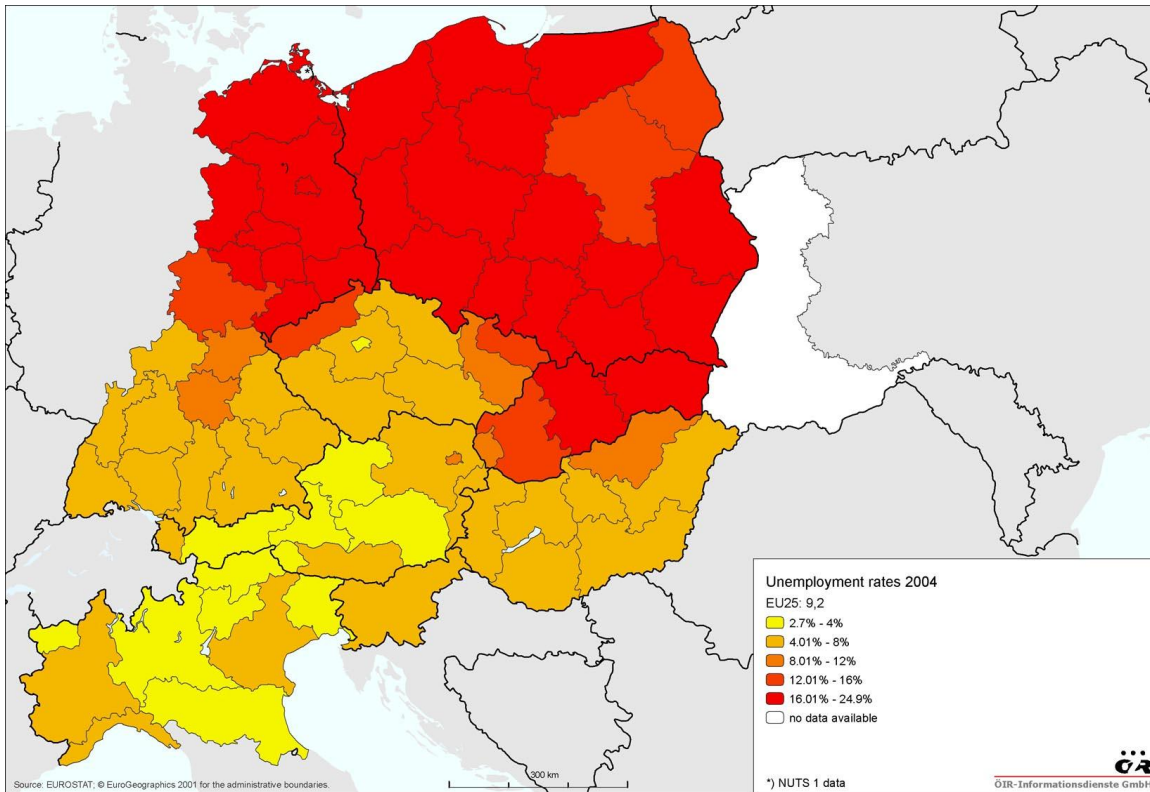 Unemployment rates 2004
EU25: 9,2
2.7% - 4%
4.01% - 8%
8.01% - 12%
12.01% - 16%
16.01% - 24.9%
no data available
*) NUTS 1 data
ÖIR
ÖIR-Informationsdienste GmbH
300 km
Source: EUROSTAT; © EuroGeographics 2001 for the administrative boundaries.